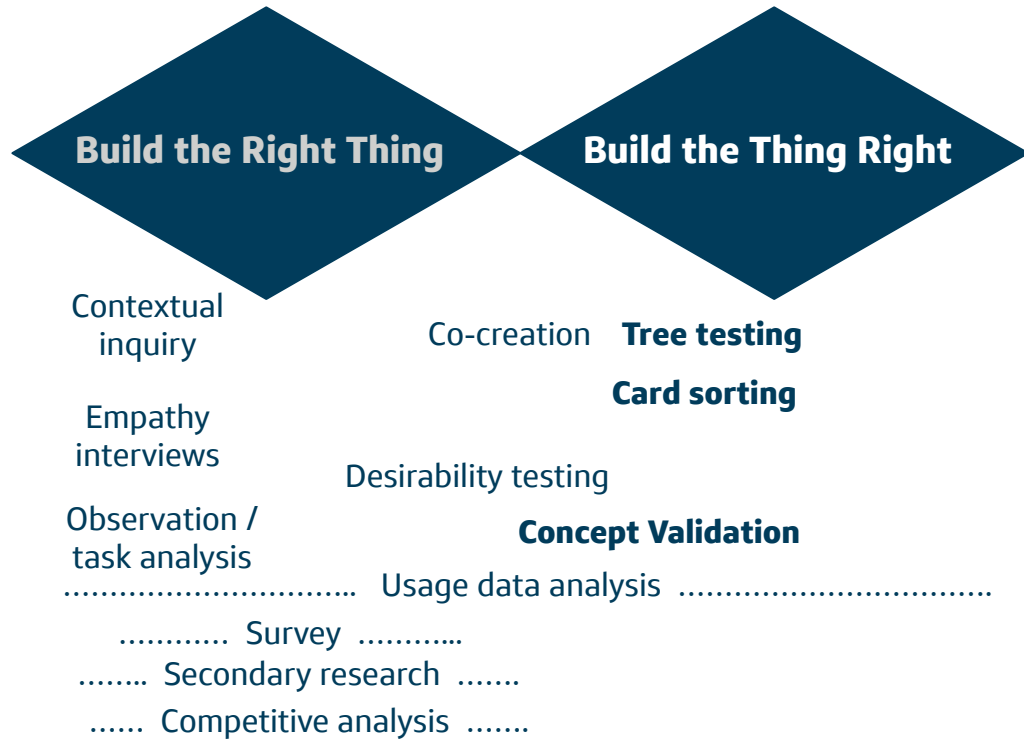 Build the Right Thing
Build the Thing Right
Contextual
inquiry
Co-creation
Tree testing
Card sorting
Empathy
interviews
Desirability testing
Observation /
task analysis
Concept Validation
………………………….. Usage data analysis …………………………….
………… Survey ………...
…….. Secondary research …….
…… Competitive analysis …….